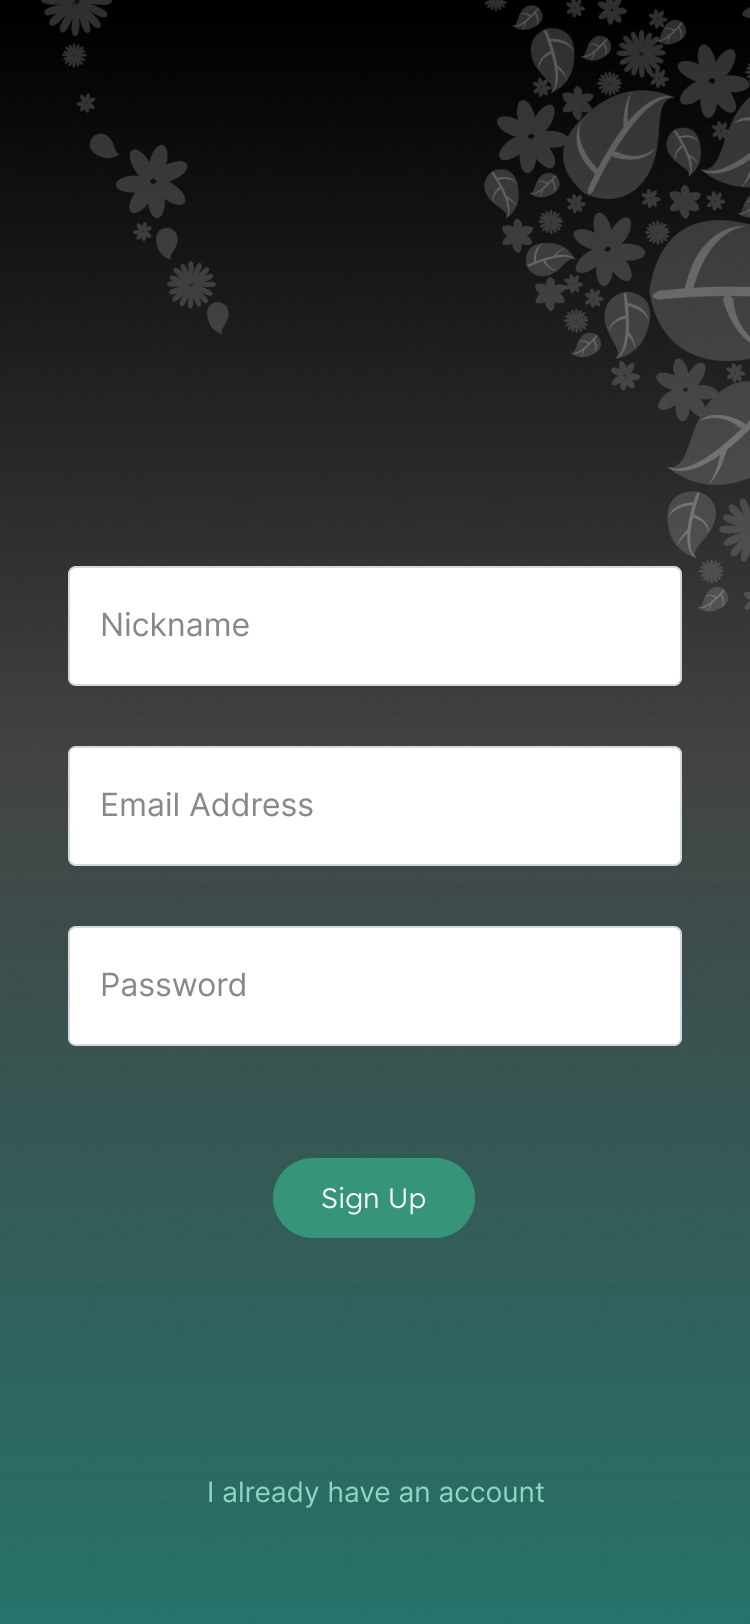 Nickname
Email Address
Password
Sign Up
I already have an account